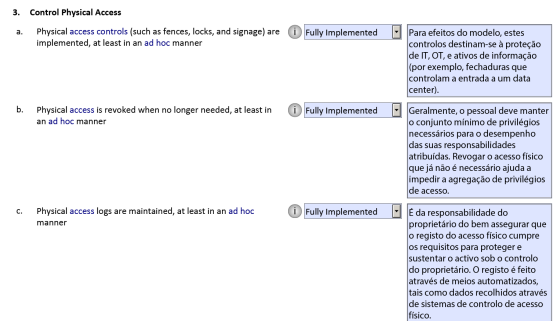 3. Control Physical Access
a. Physical access controls (such as fences, locks, and signage) are
implemented, at least in an ad hoc manner
Fully Implemented
Para efeitos do modelo, estes
controlos destinam-se à proteção
de IT, OT, e ativos de informação
(por exemplo, fechaduras que
controlam a entrada a um data
center).
b. Physical access is revoked when no longer needed, at least in
an ad hoc manner
Fully Implemented
Geralmente, o pessoal deve manter
o conjunto mínimo de privilégios
necessários para o desempenho
das suas responsabilidades
atribuídas. Revogar o acesso físico
que já não é necessário ajuda a
impedir a agregação de privilégios
de acesso.
c. Physical access logs are maintained, at least in an ad hoc
manner
Fully Implemented
É da responsabilidade do
proprietário do bem assegurar que
o registo do acesso físico cumpre
os requisitos para proteger e
sustentar o activo sob o controlo
do proprietário. O registo é feito
através de meios automatizados,
tais como dados recolhidos através
de sistemas de controlo de acesso
físico.